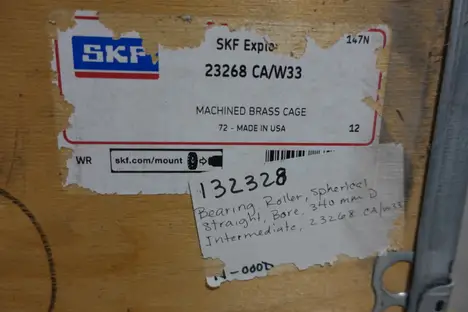 SKF
SKF Explo
147N
23268 CA/W33
MACHINED BRASS CAGE
72 - MADE IN USA
12
WR
skf.com/mount
132328
Bearing, Roller, spherical
straight, Bore, 340 mm D
Intermediate, 23268 CA/W33